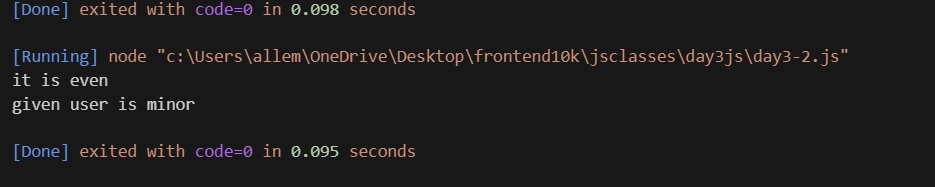 [Done] exited with code=0 in 0.098 seconds
[Running] node "c:\Users\allem\OneDrive\Desktop\frontend10k\jsclasses\day3js\day3-2.js"
it is even
given user is minor
[Done] exited with code=0 in 0.095 seconds